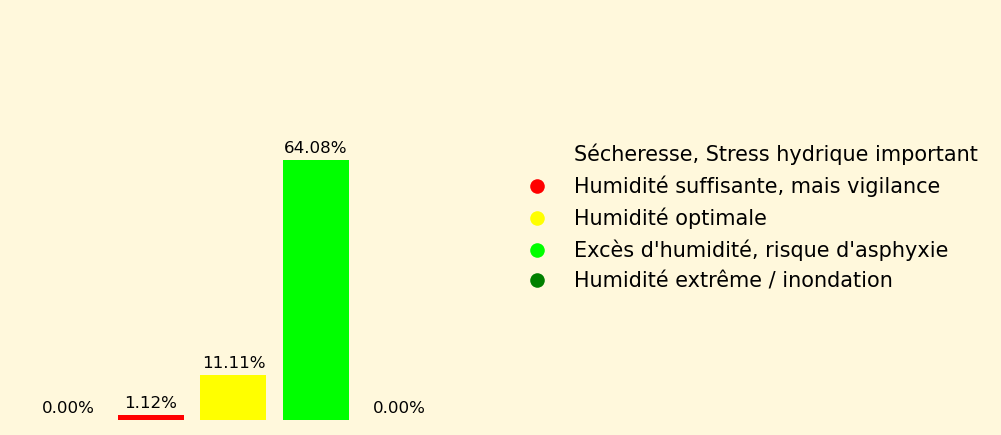 64.08%
11.11%
1.12%
0.00%
0.00%
Sécheresse, Stress hydrique important
Humidité suffisante, mais vigilance
Humidité optimale
Excès d'humidité, risque d'asphyxie
Humidité extrême / inondation